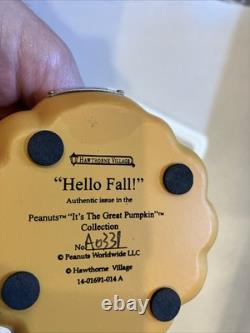 HAWTHORNE VILLAGE
"Hello Fall!"
Authentic issue in the
Peanuts™ "It's The Great Pumpkin"™
Collection
No. A0331
© Peanuts Worldwide LLC
© Hawthorne Village
14-01691-014 A